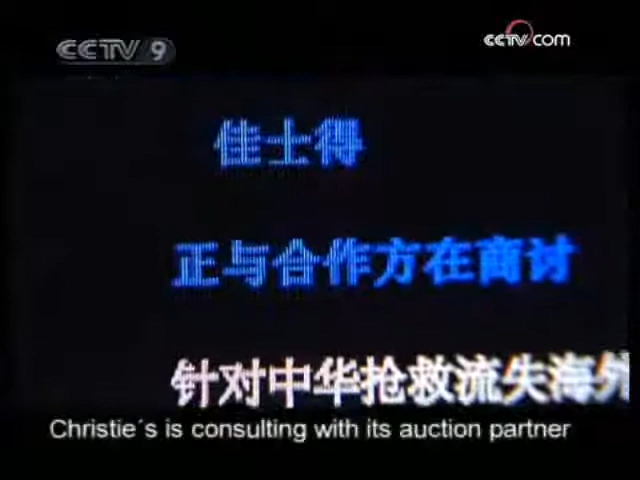 CCTV 9
CCTV.com
佳士得
正与合作方在商讨
针对中华抢救流失海外
Christie´s is consulting with its auction partner